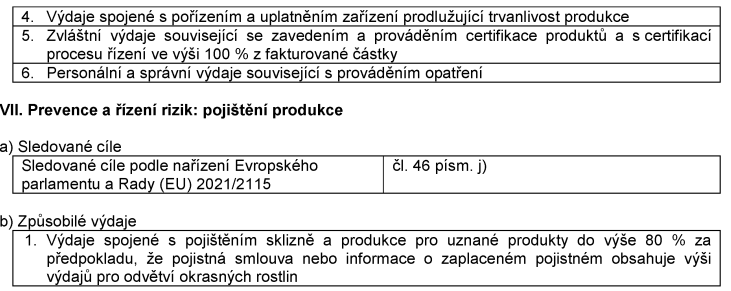 4. Výdaje spojené s pořízením a uplatněním zařízení prodlužující trvanlivost produkce
5. Zvláštní výdaje související se zavedením a prováděním certifikace produktů a s certifikací
procesu řízení ve výši 100 % z fakturované částky
6. Personální a správní výdaje související s prováděním opatření
VII. Prevence a řízení rizik: pojištění produkce
a) Sledované cíle
Sledované cíle podle nařízení Evropského čl. 46 písm. j)
parlamentu a Rady (EU) 2021/2115
b) Způsobilé výdaje
1. Výdaje spojené s pojištěním sklizně a produkce pro uznané produkty do výše 80 % za
předpokladu, že pojistná smlouva nebo informace o zaplaceném pojistném obsahuje výši
výdajů pro odvětví okrasných rostlin